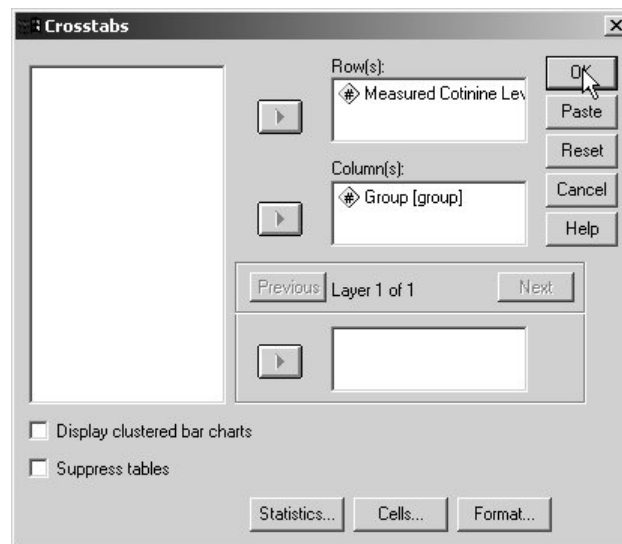 Crosstabs
Row(s):
Measured Cotinine Lev
OK
Paste
Reset
Column(s):
Group [group]
Cancel
Help
Previous Layer 1 of 1 Next
Display clustered bar charts
Suppress tables
Statistics... Cells... Format...